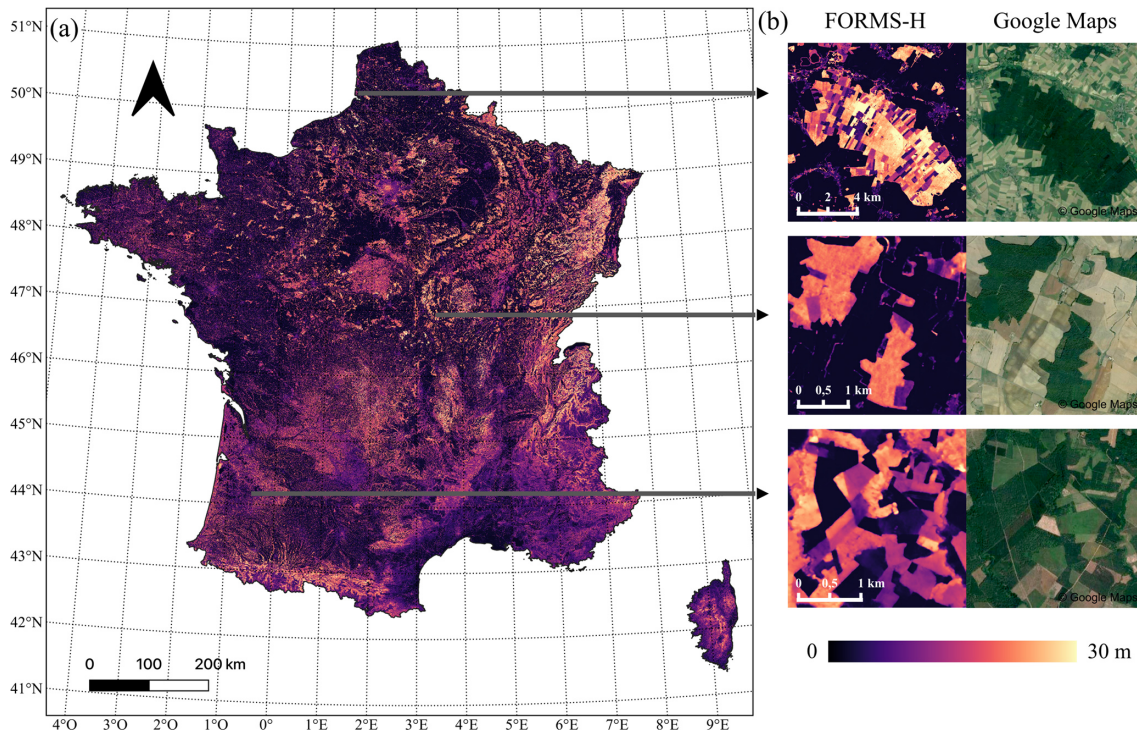 (a)
51°N
50°N
49°N
48°N
47°N
46°N
45°N
44°N
43°N
42°N
41°N
4°O 3°O 2°O 1°O 0° 1°E 2°E 3°E 4°E 5°E 6°E 7°E 8°E 9°E
0 100 200 km
(b)
FORMS-H Google Maps
0 2 4 km
© Google Maps
0 0,5 1 km
© Google Maps
0 0,5 1 km
© Google Maps
0 30 m